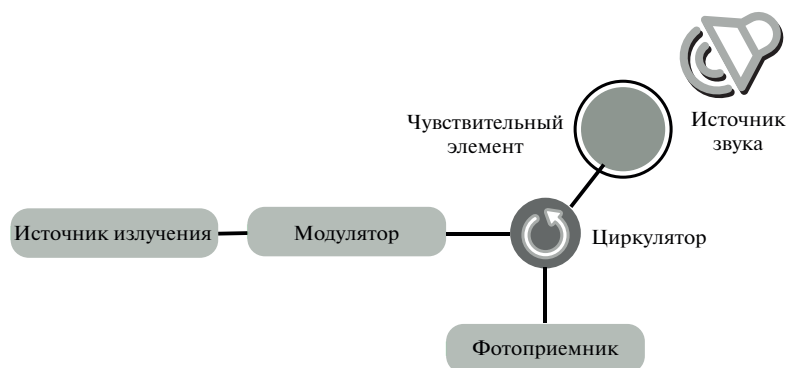 Чувствительный
элемент
Источник
звука
Источник излучения
Модулятор
Циркулятор
Фотоприемник